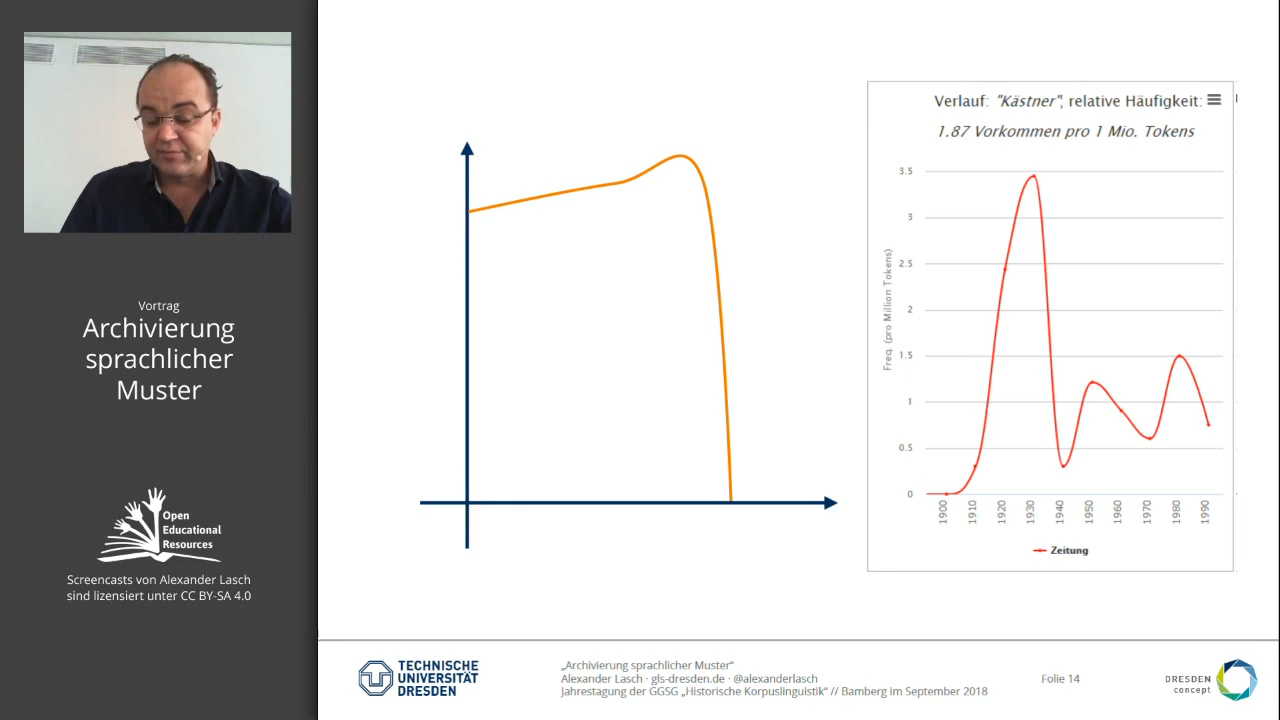 Vortrag
Archivierung
sprachlicher
Muster
Open
Educational
Resources
Screencasts von Alexander Lasch
sind lizensiert unter CC BY-SA 4.0
Verlauf: "Kästner", relative Häufigkeit:
1.87 Vorkommen pro 1 Mio. Tokens
Freq. (pro Million Tokens)
3.5
3
2.5
2
1.5
1
0.5
0
1900 1910 1920 1930 1940 1950 1960 1970 1980 1990
Zeitung
TECHNISCHE
UNIVERSITÄT
DRESDEN
„Archivierung sprachlicher Muster“
Alexander Lasch · gls-dresden.de · @alexanderlasch
Jahrestagung der GGSG „Historische Korpuslinguistik“ // Bamberg im September 2018
Folie 14
DRESDEN
concept